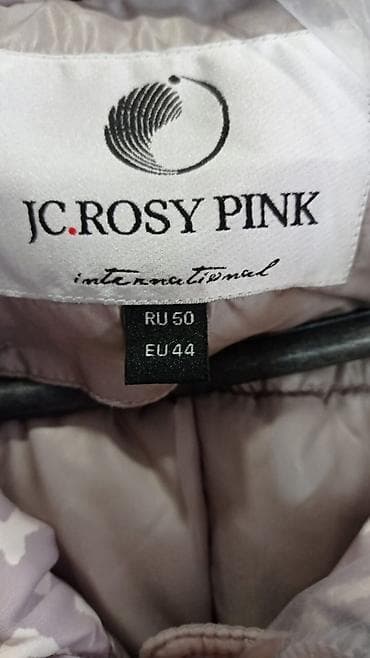 JC.ROSY PINK
international
RU 50
EU 44